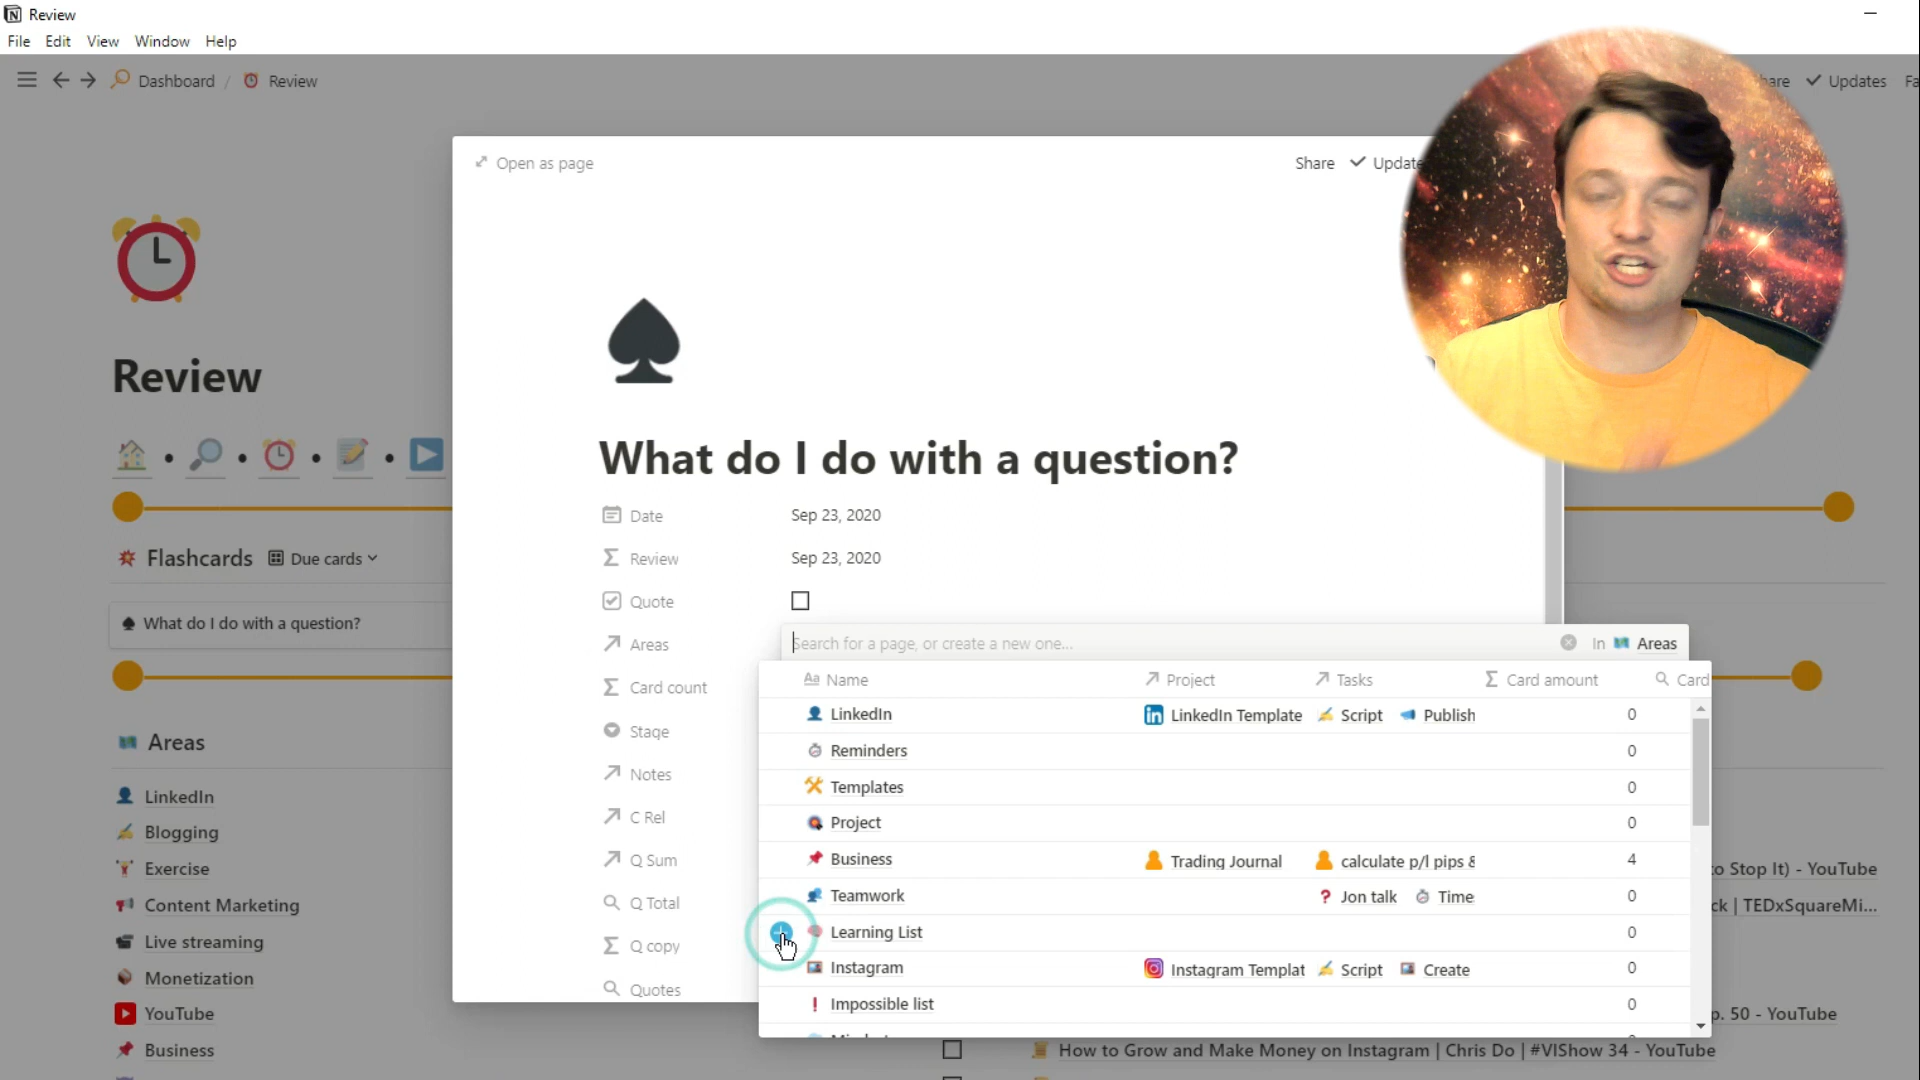 Review
File Edit View Window Help
Dashboard / Review
Share Updates Fa
Open as page
Share Update
Review
What do I do with a question?
Date Sep 23, 2020
Review Sep 23, 2020
Quote
Areas
Search for a page, or create a new one...
In Areas
Card count
Stage
Notes
C Rel
Q Sum
Q Total
Q copy
Quotes
Name Project Tasks Card amount Card
LinkedIn LinkedIn Template Script Publish 0
Reminders 0
Templates 0
Project 0
Business Trading Journal calculate p/l pips & 4
Teamwork Jon talk Time 0
Learning List 0
Instagram Instagram Templat Script Create 0
Impossible list 0
Flashcards Due cards
What do I do with a question?
Areas
LinkedIn
Blogging
Exercise
Content Marketing
Live streaming
Monetization
YouTube
Business
to Stop It) - YouTube
ck | TEDxSquareMi...
p. 50 - YouTube
How to Grow and Make Money on Instagram | Chris Do | #VIShow 34 - YouTube